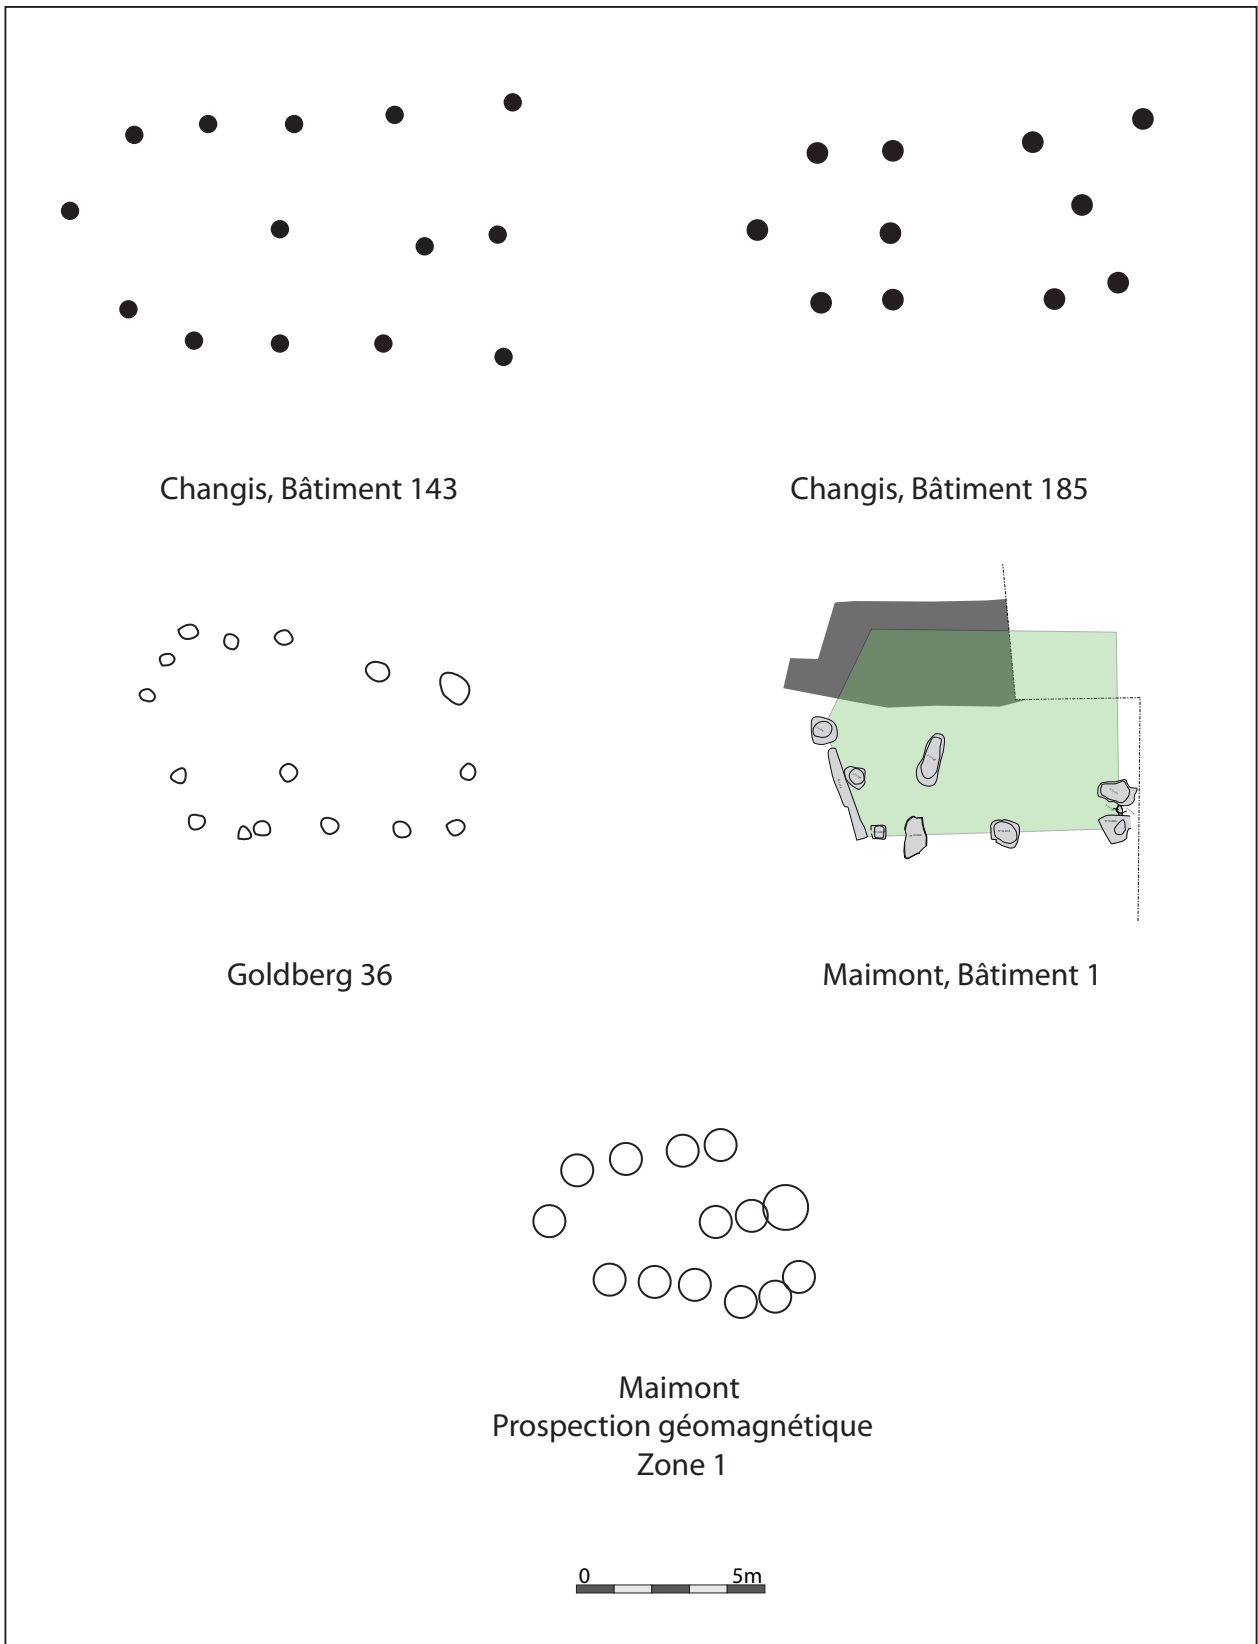 Changis, Bâtiment 143
Changis, Bâtiment 185
Goldberg 36
Maimont, Bâtiment 1
Maimont
Prospection géomagnétique
Zone 1
0 5m